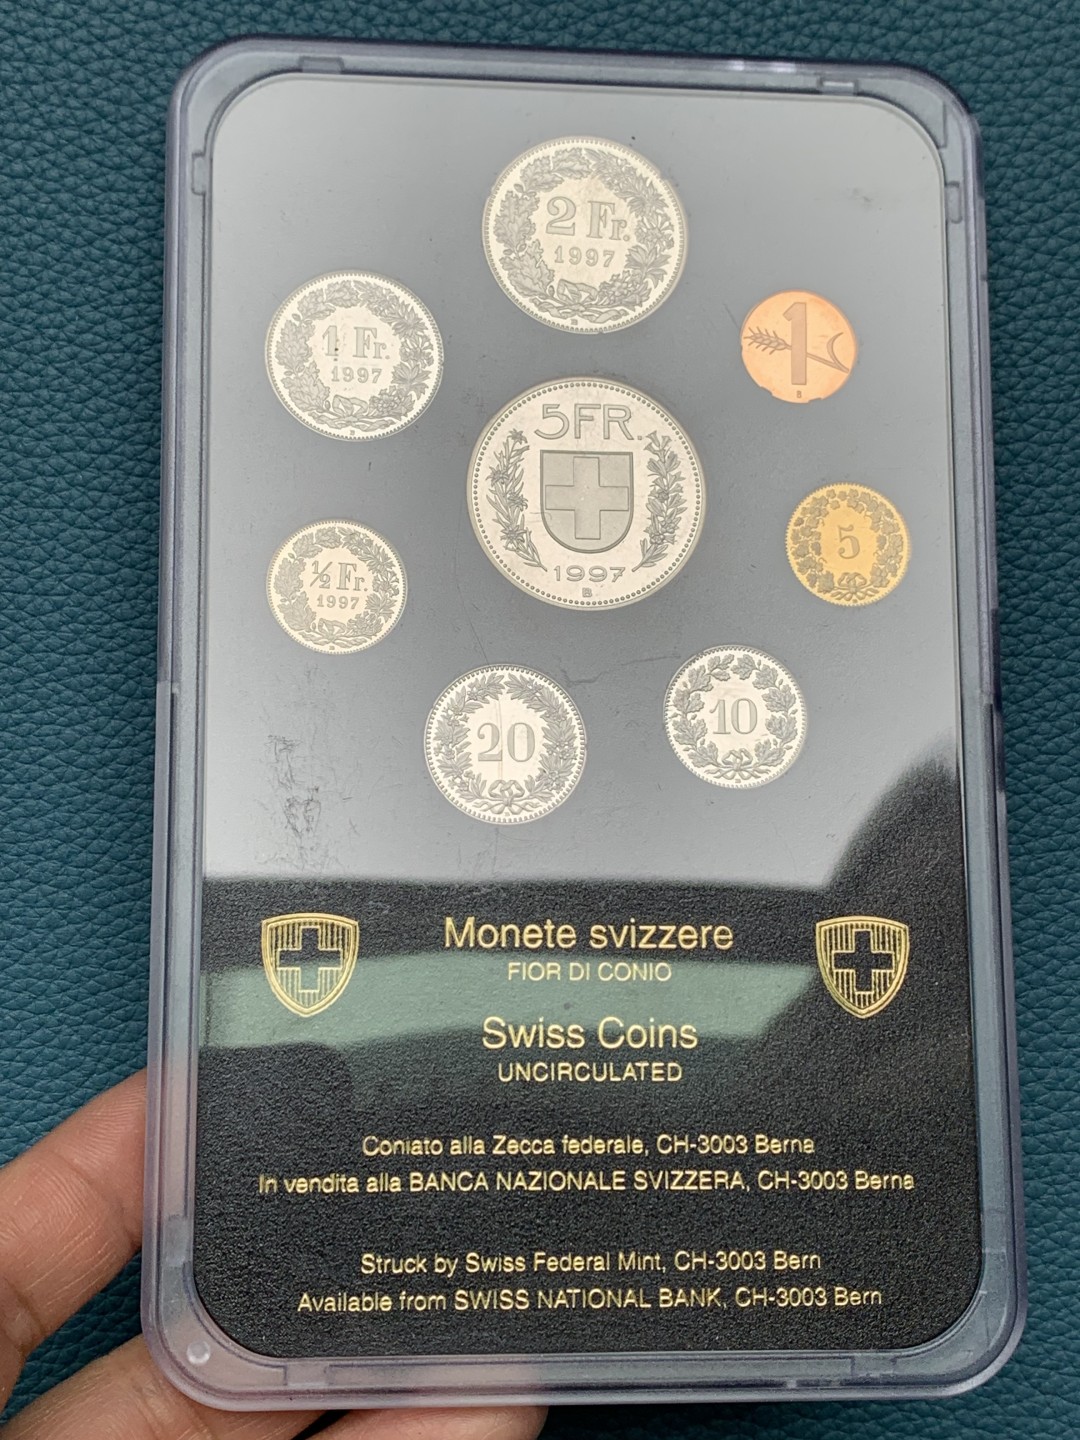 2 Fr.
1997
B
1 Fr.
1997
B
1
B
5FR.
1997
B
5
½ Fr.
1997
B
10
20
Monete svizzere
FIOR DI CONIO
Swiss Coins
UNCIRCULATED
Coniato alla Zecca federale, CH-3003 Berna
In vendita alla BANCA NAZIONALE SVIZZERA, CH-3003 Berna
Struck by Swiss Federal Mint, CH-3003 Bern
Available from SWISS NATIONAL BANK, CH-3003 Bern